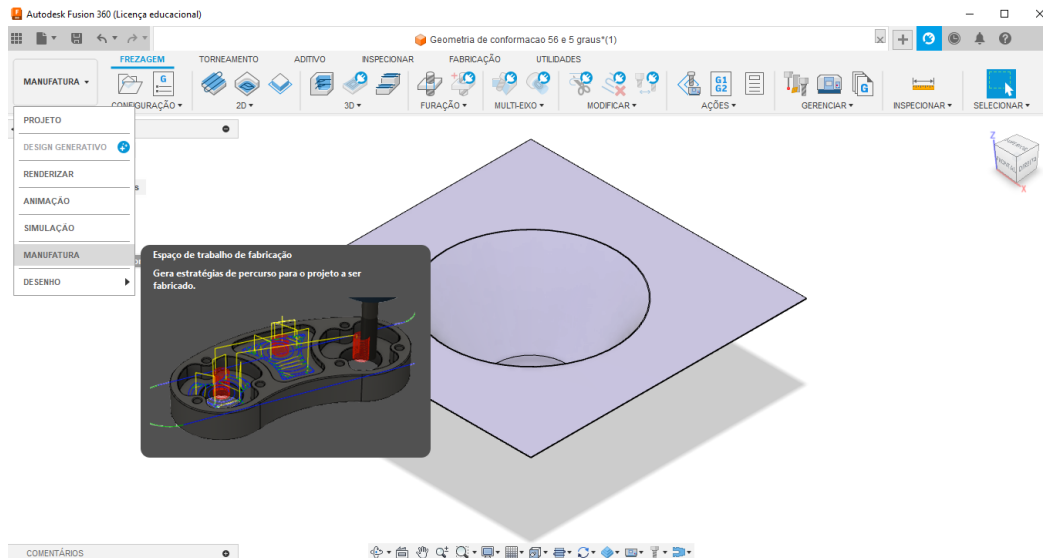 Autodesk Fusion 360 (Licença educacional)
Geometria de conformacao 56 e 5 graus*(1)
FREZAGEM TORNEAMENTO ADITIVO INSPECIONAR FABRICAÇÃO UTILIDADES
MANUFATURA
G1
G2
CONFIGURAÇÃO 2D 3D FURAÇÃO MULTI-EIXO MODIFICAR AÇÕES GERENCIAR INSPECIONAR SELECIONAR
PROJETO
DESIGN GENERATIVO
RENDERIZAR
ANIMAÇÃO
SIMULAÇÃO
MANUFATURA
DESENHO
Espaço de trabalho de fabricação
Gera estratégias de percurso para o projeto a ser
fabricado.
Z
X
COMENTÁRIOS